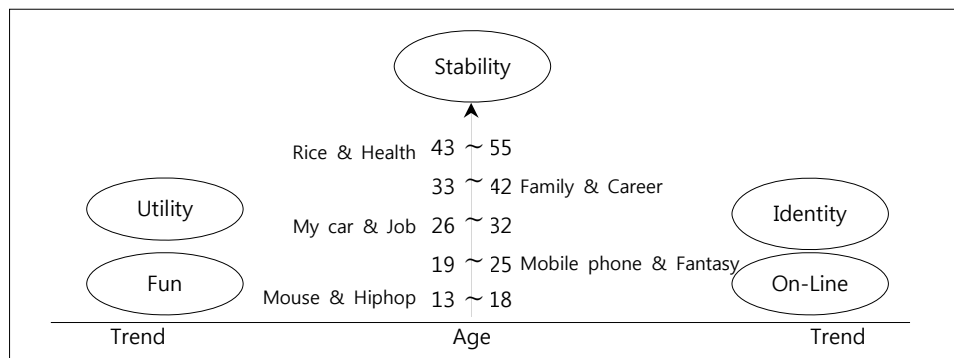 Stability
Rice & Health 43 ~ 55
33 ~ 42 Family & Career
Utility
Identity
My car & Job 26 ~ 32
19 ~ 25 Mobile phone & Fantasy
Fun
On-Line
Mouse & Hiphop 13 ~ 18
Trend Age Trend